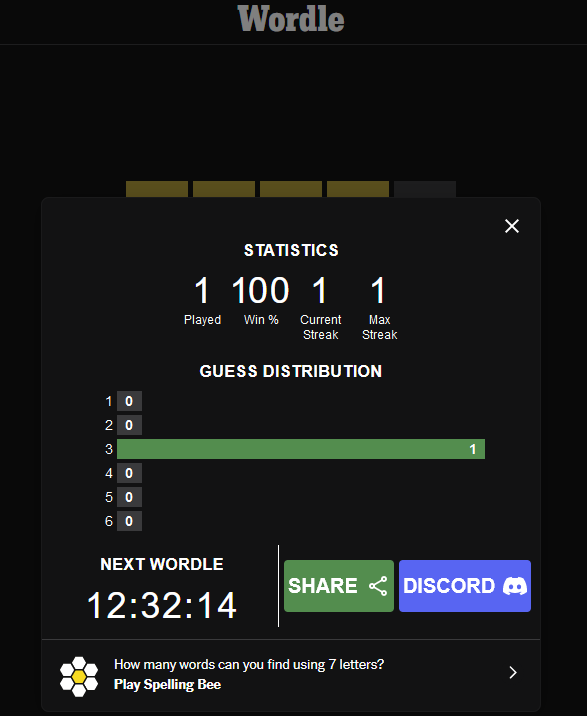 Wordle
STATISTICS
1 100 1 1
Played Win % Current Streak Max Streak
GUESS DISTRIBUTION
1 0
2 0
3 1
4 0
5 0
6 0
NEXT WORDLE
12:32:14
SHARE
DISCORD
How many words can you find using 7 letters?
Play Spelling Bee